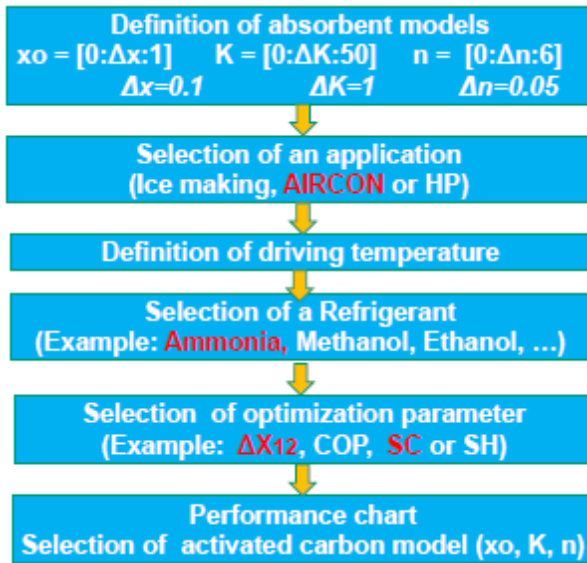 Definition of absorbent models
xo = [0:Δx:1] K = [0:ΔK:50] n = [0:Δn:6]
Δx=0.1 ΔK=1 Δn=0.05
Selection of an application
(Ice making, AIRCON or HP)
Definition of driving temperature
Selection of a Refrigerant
(Example: Ammonia, Methanol, Ethanol, …)
Selection of optimization parameter
(Example: ΔX12, COP, SC or SH)
Performance chart
Selection of activated carbon model (xo, K, n)